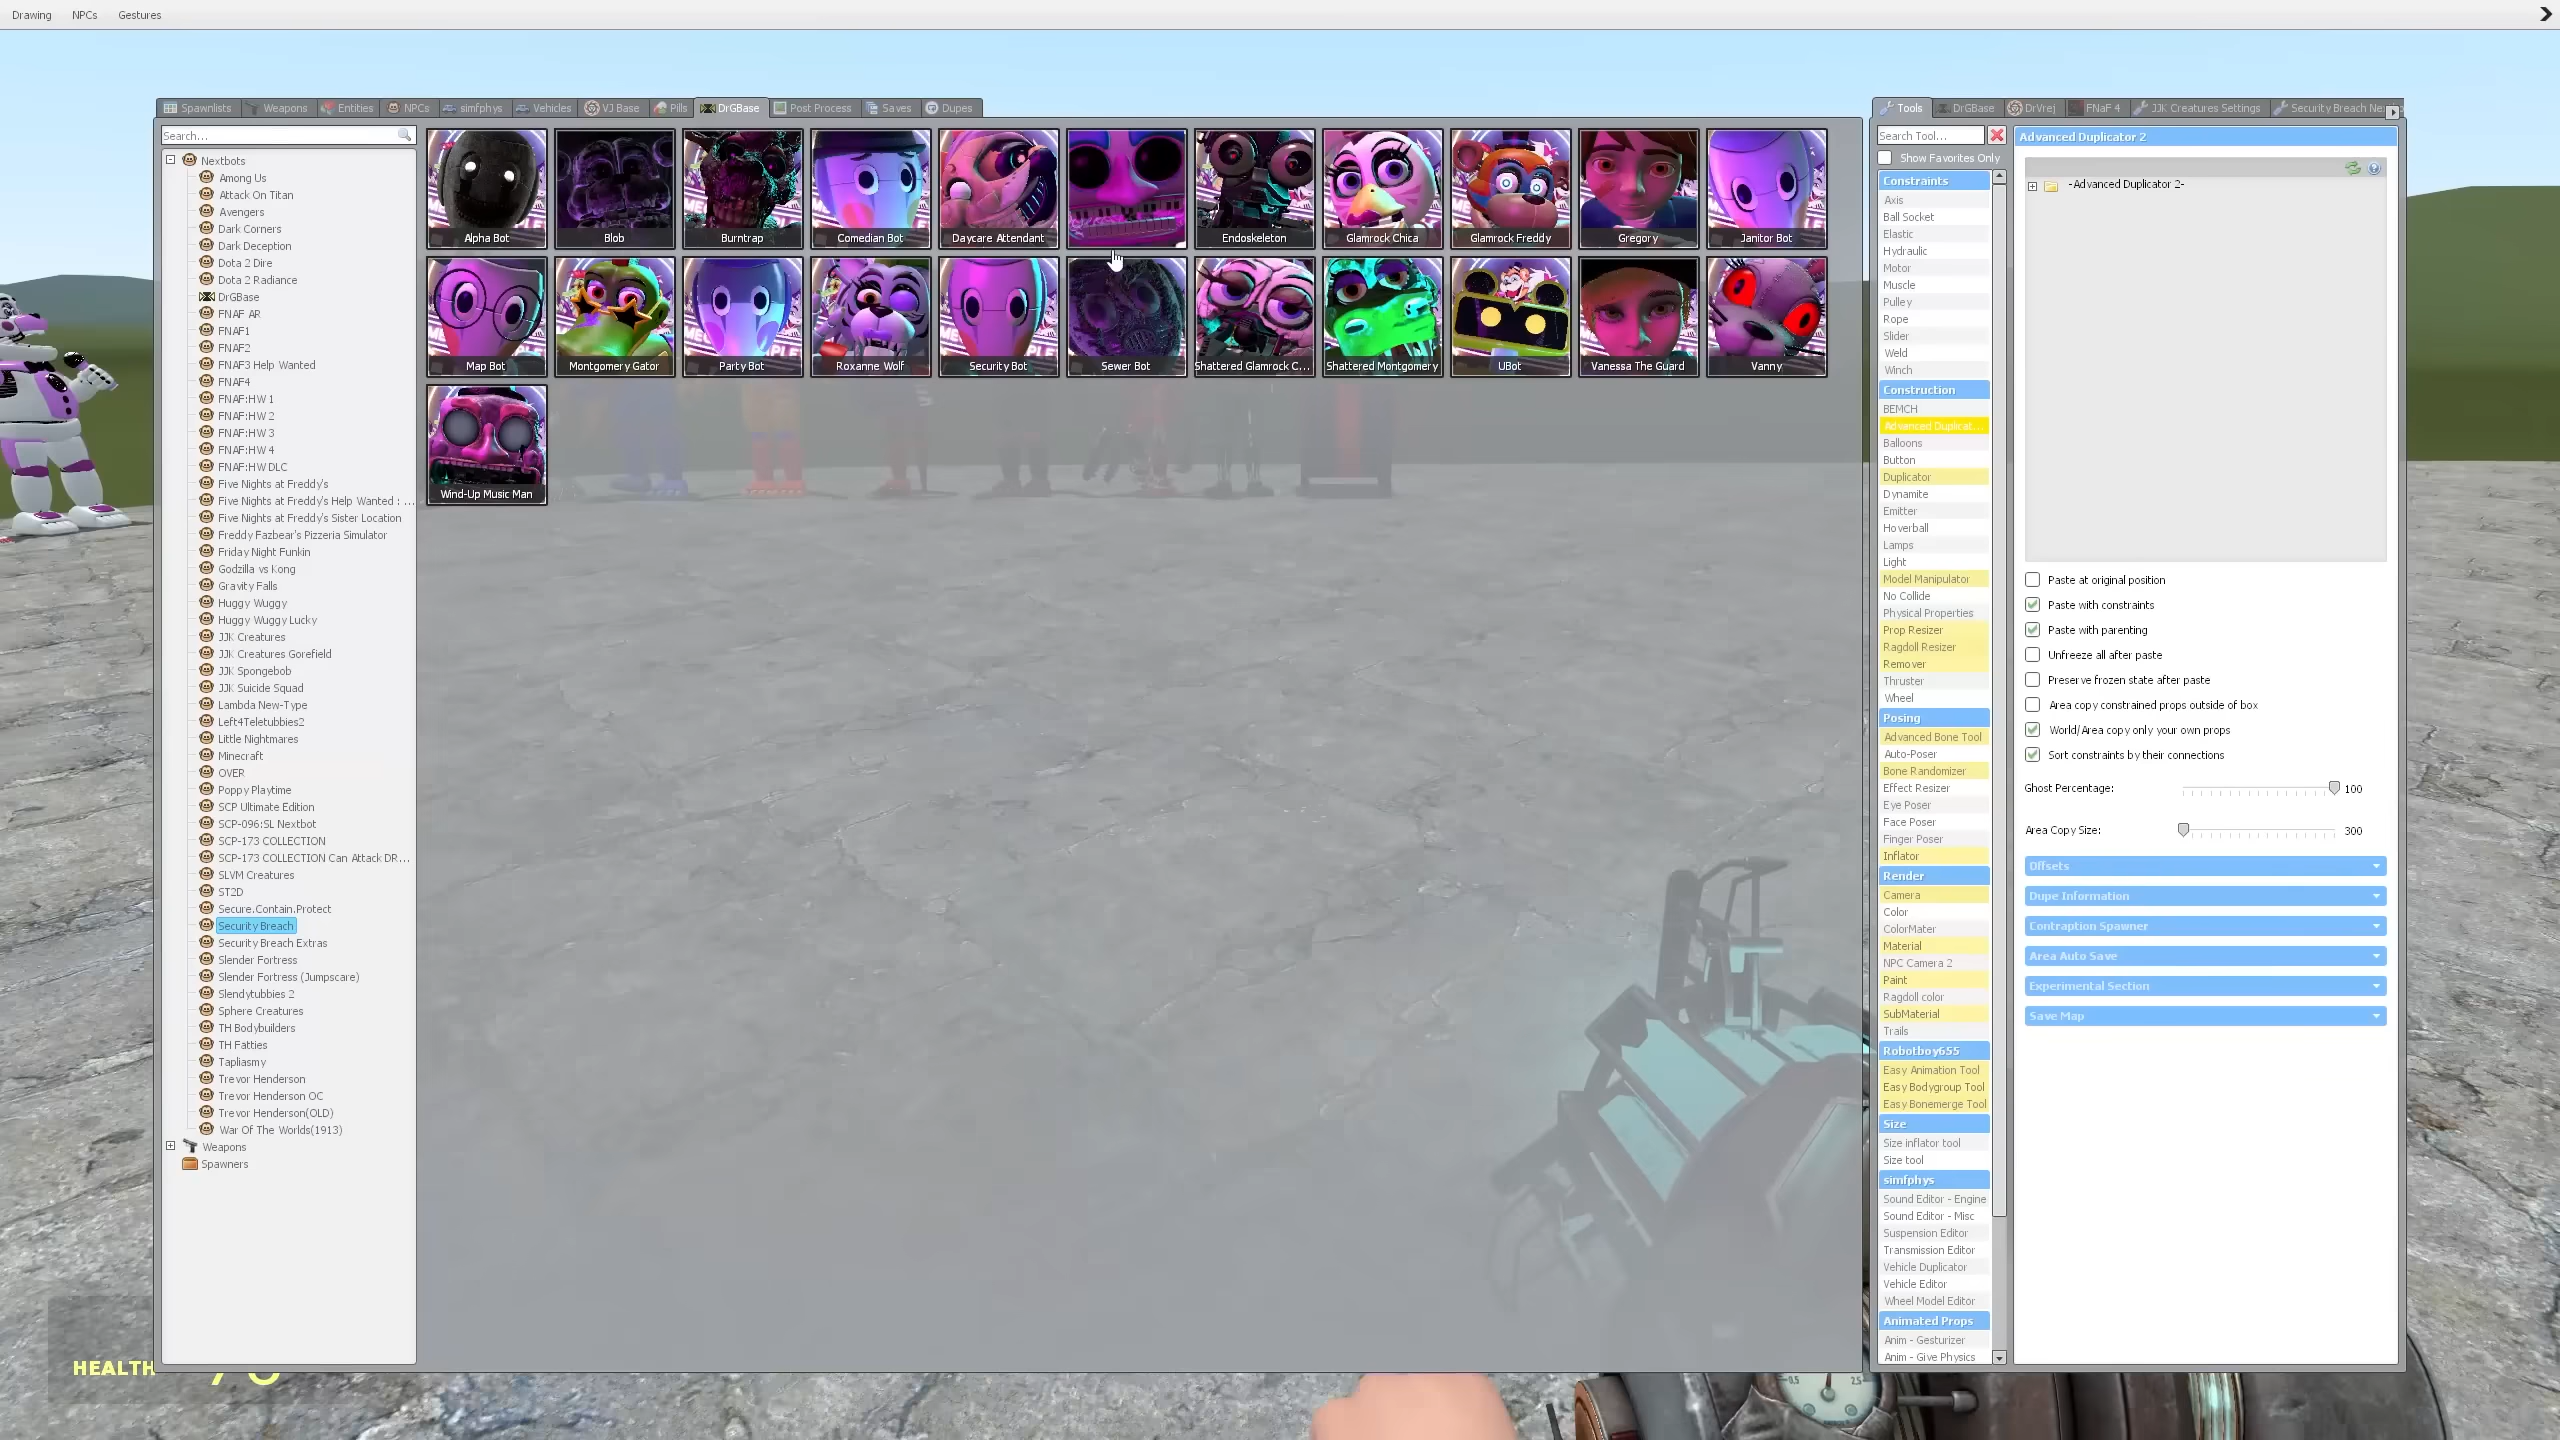 Drawing NPCs Gestures
Spawnlists Weapons Entities NPCs simfphys Vehicles VJ Base Pills DrGBase Post Process Saves Dupes
Search...
Nextbots
Among Us
Attack On Titan
Avengers
Dark Corners
Dark Deception
Dota 2 Dire
Dota 2 Radiance
DrGBase
FNAF AR
FNAF1
FNAF2
FNAF3 Help Wanted
FNAF4
FNAF:HW 1
FNAF:HW 2
FNAF:HW 3
FNAF:HW 4
FNAF:HW DLC
Five Nights at Freddy's
Five Nights at Freddy's Help Wanted : ...
Five Nights at Freddy's Sister Location
Freddy Fazbear's Pizzeria Simulator
Friday Night Funkin
Godzilla vs Kong
Gravity Falls
Huggy Wuggy
Huggy Wuggy Lucky
JJK Creatures
JJK Creatures Gorefield
JJK Spongebob
JJK Suicide Squad
Lambda New-Type
Left4Teletubbies2
Little Nightmares
Minecraft
OVER
Poppy Playtime
SCP Ultimate Edition
SCP-096:SL Nextbot
SCP-173 COLLECTION
SCP-173 COLLECTION Can Attack DR...
SLVM Creatures
ST2D
Secure.Contain.Protect
Security Breach
Security Breach Extras
Slender Fortress
Slender Fortress (Jumpscare)
Slendytubbies 2
Sphere Creatures
TH Bodybuilders
TH Fatties
Tapliasmy
Trevor Henderson
Trevor Henderson OC
Trevor Henderson(OLD)
War Of The Worlds(1913)
Weapons
Spawners
Alpha Bot Blob Burntrap Comedian Bot Daycare Attendant Endoskeleton Glamrock Chica Glamrock Freddy Gregory Janitor Bot
Map Bot Montgomery Gator Party Bot Roxanne Wolf Security Bot Sewer Bot Shattered Glamrock C... Shattered Montgomery UBot Vanessa The Guard Vanny
Wind-Up Music Man
HEALTH
Tools DrGBase DrVrej FNaF 4 JJK Creatures Settings Security Breach
Search Tool...
Show Favorites Only
Constraints
Axis
Ball Socket
Elastic
Hydraulic
Motor
Muscle
Pulley
Rope
Slider
Weld
Winch
Construction
BEMCH
Advanced Duplicat...
Balloons
Button
Duplicator
Dynamite
Emitter
Hoverball
Lamps
Light
Model Manipulator
No Collide
Physical Properties
Prop Resizer
Ragdoll Resizer
Remover
Thruster
Wheel
Posing
Advanced Bone Tool
Auto-Poser
Bone Randomizer
Effect Resizer
Eye Poser
Face Poser
Finger Poser
Inflator
Render
Camera
Color
ColorMater
Material
NPC Camera 2
Paint
Ragdoll color
SubMaterial
Trails
Robotboy655
Easy Animation Tool
Easy Bodygroup Tool
Easy Bonemerge Tool
Size
Size inflator tool
Size tool
simfphys
Sound Editor - Engine
Sound Editor - Misc
Suspension Editor
Transmission Editor
Vehicle Duplicator
Vehicle Editor
Wheel Model Editor
Animated Props
Anim - Gesturizer
Anim - Give Physics
Advanced Duplicator 2
-Advanced Duplicator 2-
Paste at original position
Paste with constraints
Paste with parenting
Unfreeze all after paste
Preserve frozen state after paste
Area copy constrained props outside of box
World/Area copy only your own props
Sort constraints by their connections
Ghost Percentage: 100
Area Copy Size: 300
Offsets
Dupe Information
Contraption Spawner
Area Auto Save
Experimental Section
Save Map